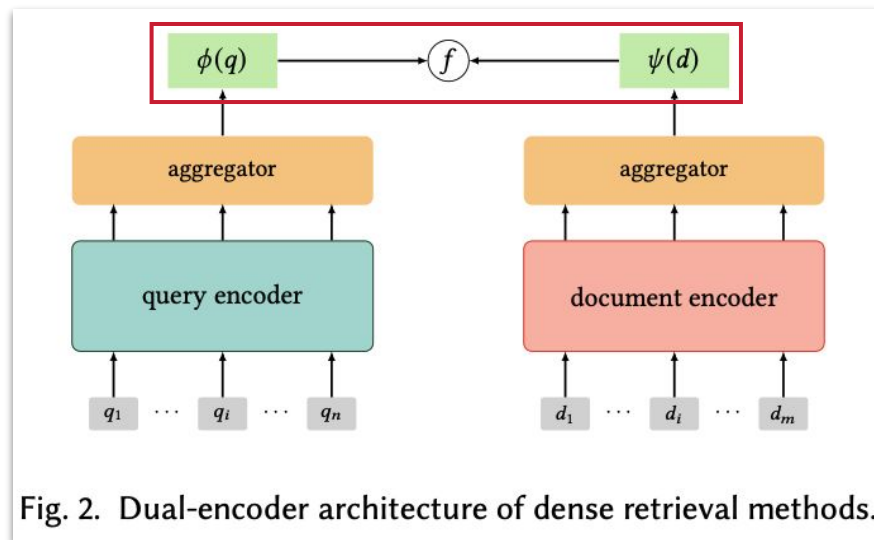 ϕ(q) f ψ(d)
aggregator aggregator
query encoder document encoder
q₁ ··· qᵢ ··· qₙ d₁ ··· dᵢ ··· dₘ
Fig. 2. Dual-encoder architecture of dense retrieval methods.